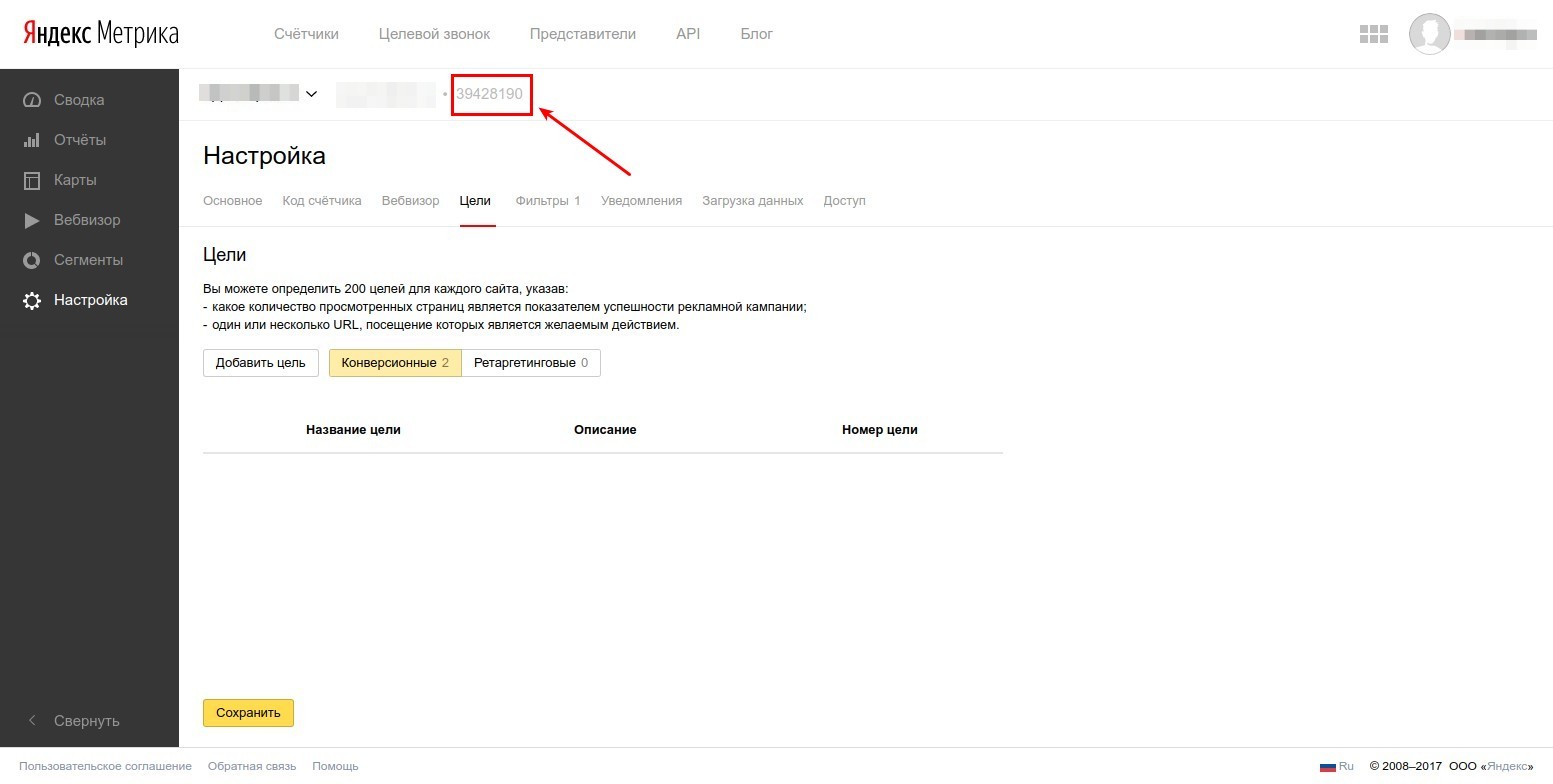 Яндекс Метрика
Счётчики Целевой звонок Представители API Блог
• 39428190
Сводка
Отчёты
Карты
Вебвизор
Сегменты
Настройка
Свернуть
Настройка
Основное Код счётчика Вебвизор Цели Фильтры 1 Уведомления Загрузка данных Доступ
Цели
Вы можете определить 200 целей для каждого сайта, указав:
- какое количество просмотренных страниц является показателем успешности рекламной кампании;
- один или несколько URL, посещение которых является желаемым действием.
Добавить цель Конверсионные 2 Ретаргетинговые 0
Название цели Описание Номер цели
Сохранить
Пользовательское соглашение Обратная связь Помощь Ru © 2008–2017 ООО «Яндекс»